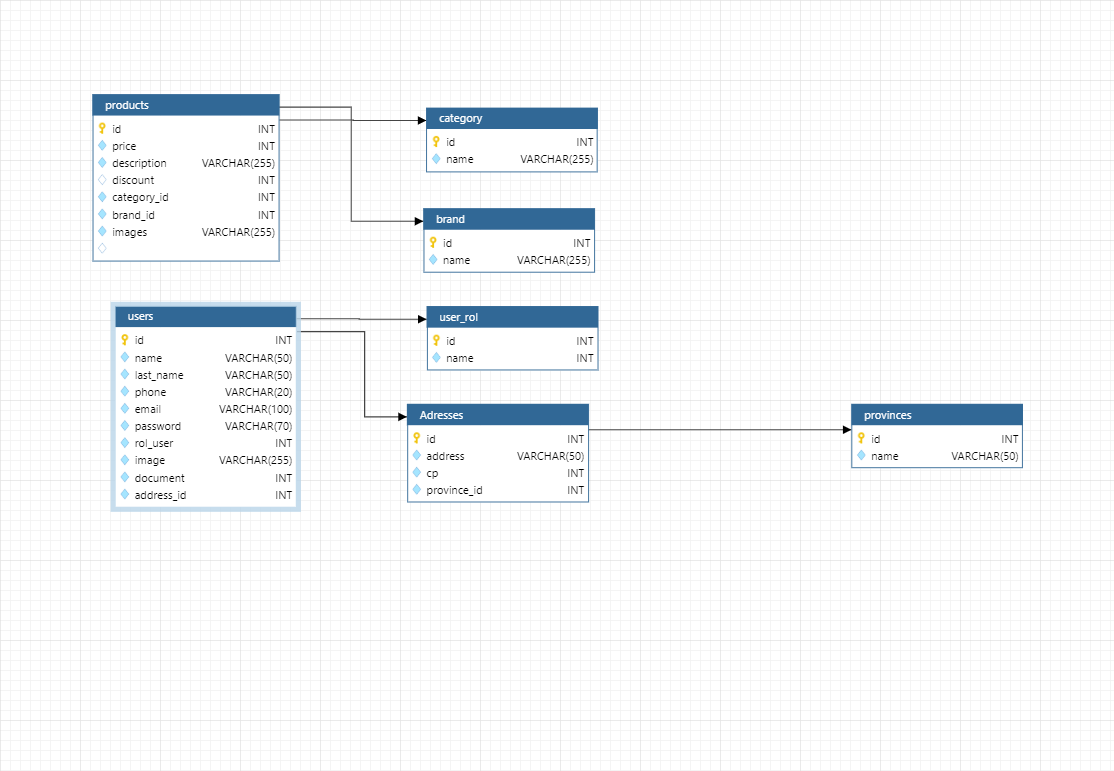 products
id INT
price INT
description VARCHAR(255)
discount INT
category_id INT
brand_id INT
images VARCHAR(255)
category
id INT
name VARCHAR(255)
brand
id INT
name VARCHAR(255)
users
id INT
name VARCHAR(50)
last_name VARCHAR(50)
phone VARCHAR(20)
email VARCHAR(100)
password VARCHAR(70)
rol_user INT
image VARCHAR(255)
document INT
address_id INT
user_rol
id INT
name INT
Adresses
id INT
address VARCHAR(50)
cp INT
province_id INT
provinces
id INT
name VARCHAR(50)